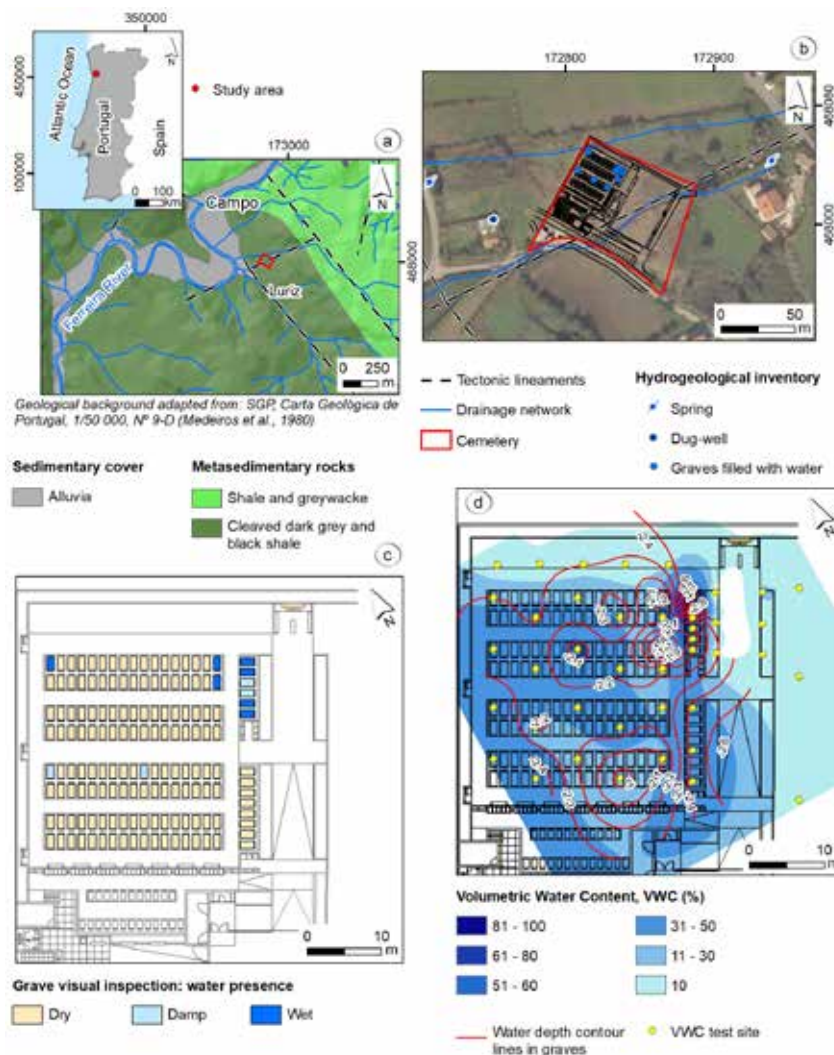 350000
450000
100000
Atlantic Ocean
Portugal
Spain
N
0 100
km
Study area
a
173000
Campo
N
468000
Luriz
Ferreira River
0 250
m
Geological background adapted from: SGP, Carta Geológica de
Portugal, 1/50 000, Nº 9-D (Medeiros et al., 1980)
b
172800
172900
N
468080
468000
0 50
m
Tectonic lineaments
Drainage network
Cemetery
Hydrogeological inventory
Spring
Dug-well
Graves filled with water
Sedimentary cover
Alluvia
Metasedimentary rocks
Shale and greywacke
Cleaved dark grey and
black shale
c
N
0 10
m
Grave visual inspection: water presence
Dry
Damp
Wet
d
N
0 10
m
Volumetric Water Content, VWC (%)
81 - 100
61 - 80
51 - 60
31 - 50
11 - 30
10
Water depth contour
lines in graves
VWC test site